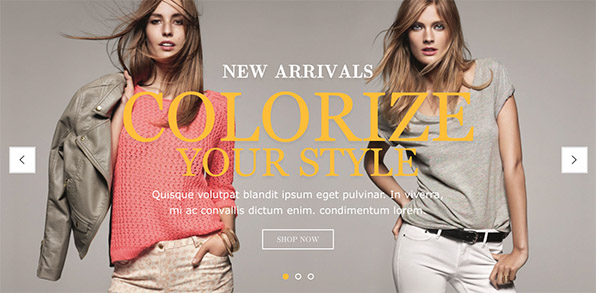 NEW ARRIVALS
COLORIZE
YOUR STYLE
Quisque volutpat blandit ipsum eget pulvinar. In viverra,
mi ac convallis dictum enim. condimentum lorem.
SHOP NOW